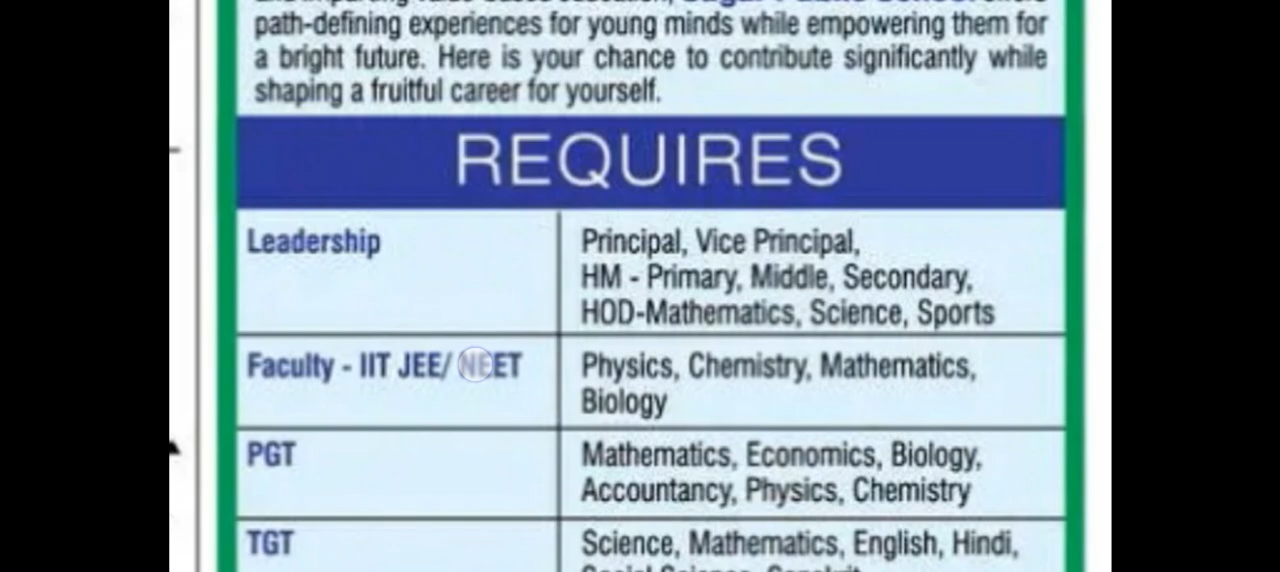 path-defining experiences for young minds while empowering them for
a bright future. Here is your chance to contribute significantly while
shaping a fruitful career for yourself.
REQUIRES
Leadership
Principal, Vice Principal,
HM - Primary, Middle, Secondary,
HOD-Mathematics, Science, Sports
Faculty - IIT JEE/ NEET
Physics, Chemistry, Mathematics,
Biology
PGT
Mathematics, Economics, Biology,
Accountancy, Physics, Chemistry
TGT
Science, Mathematics, English, Hindi,